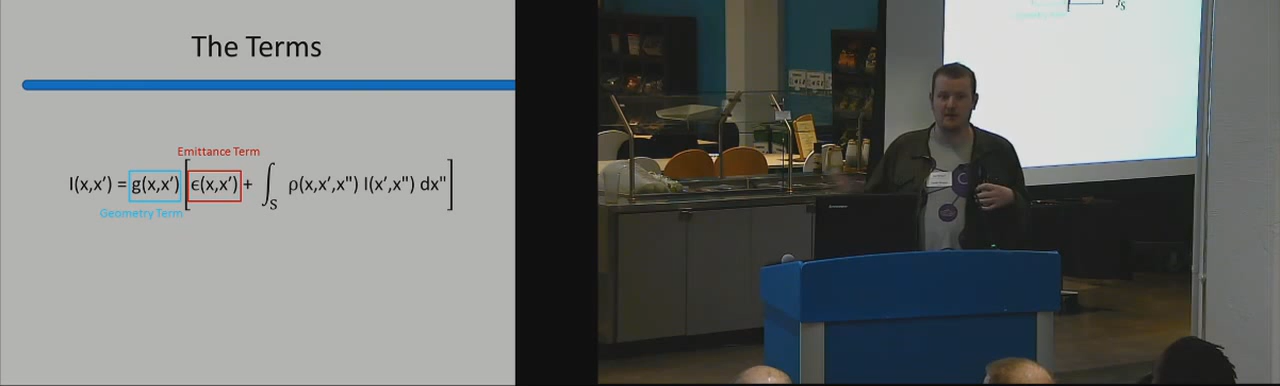 The Terms
Emittance Term
I(x,x′) = g(x,x′) [ϵ(x,x′) + ∫S ρ(x,x′,x″) I(x′,x″) dx″]
Geometry Term